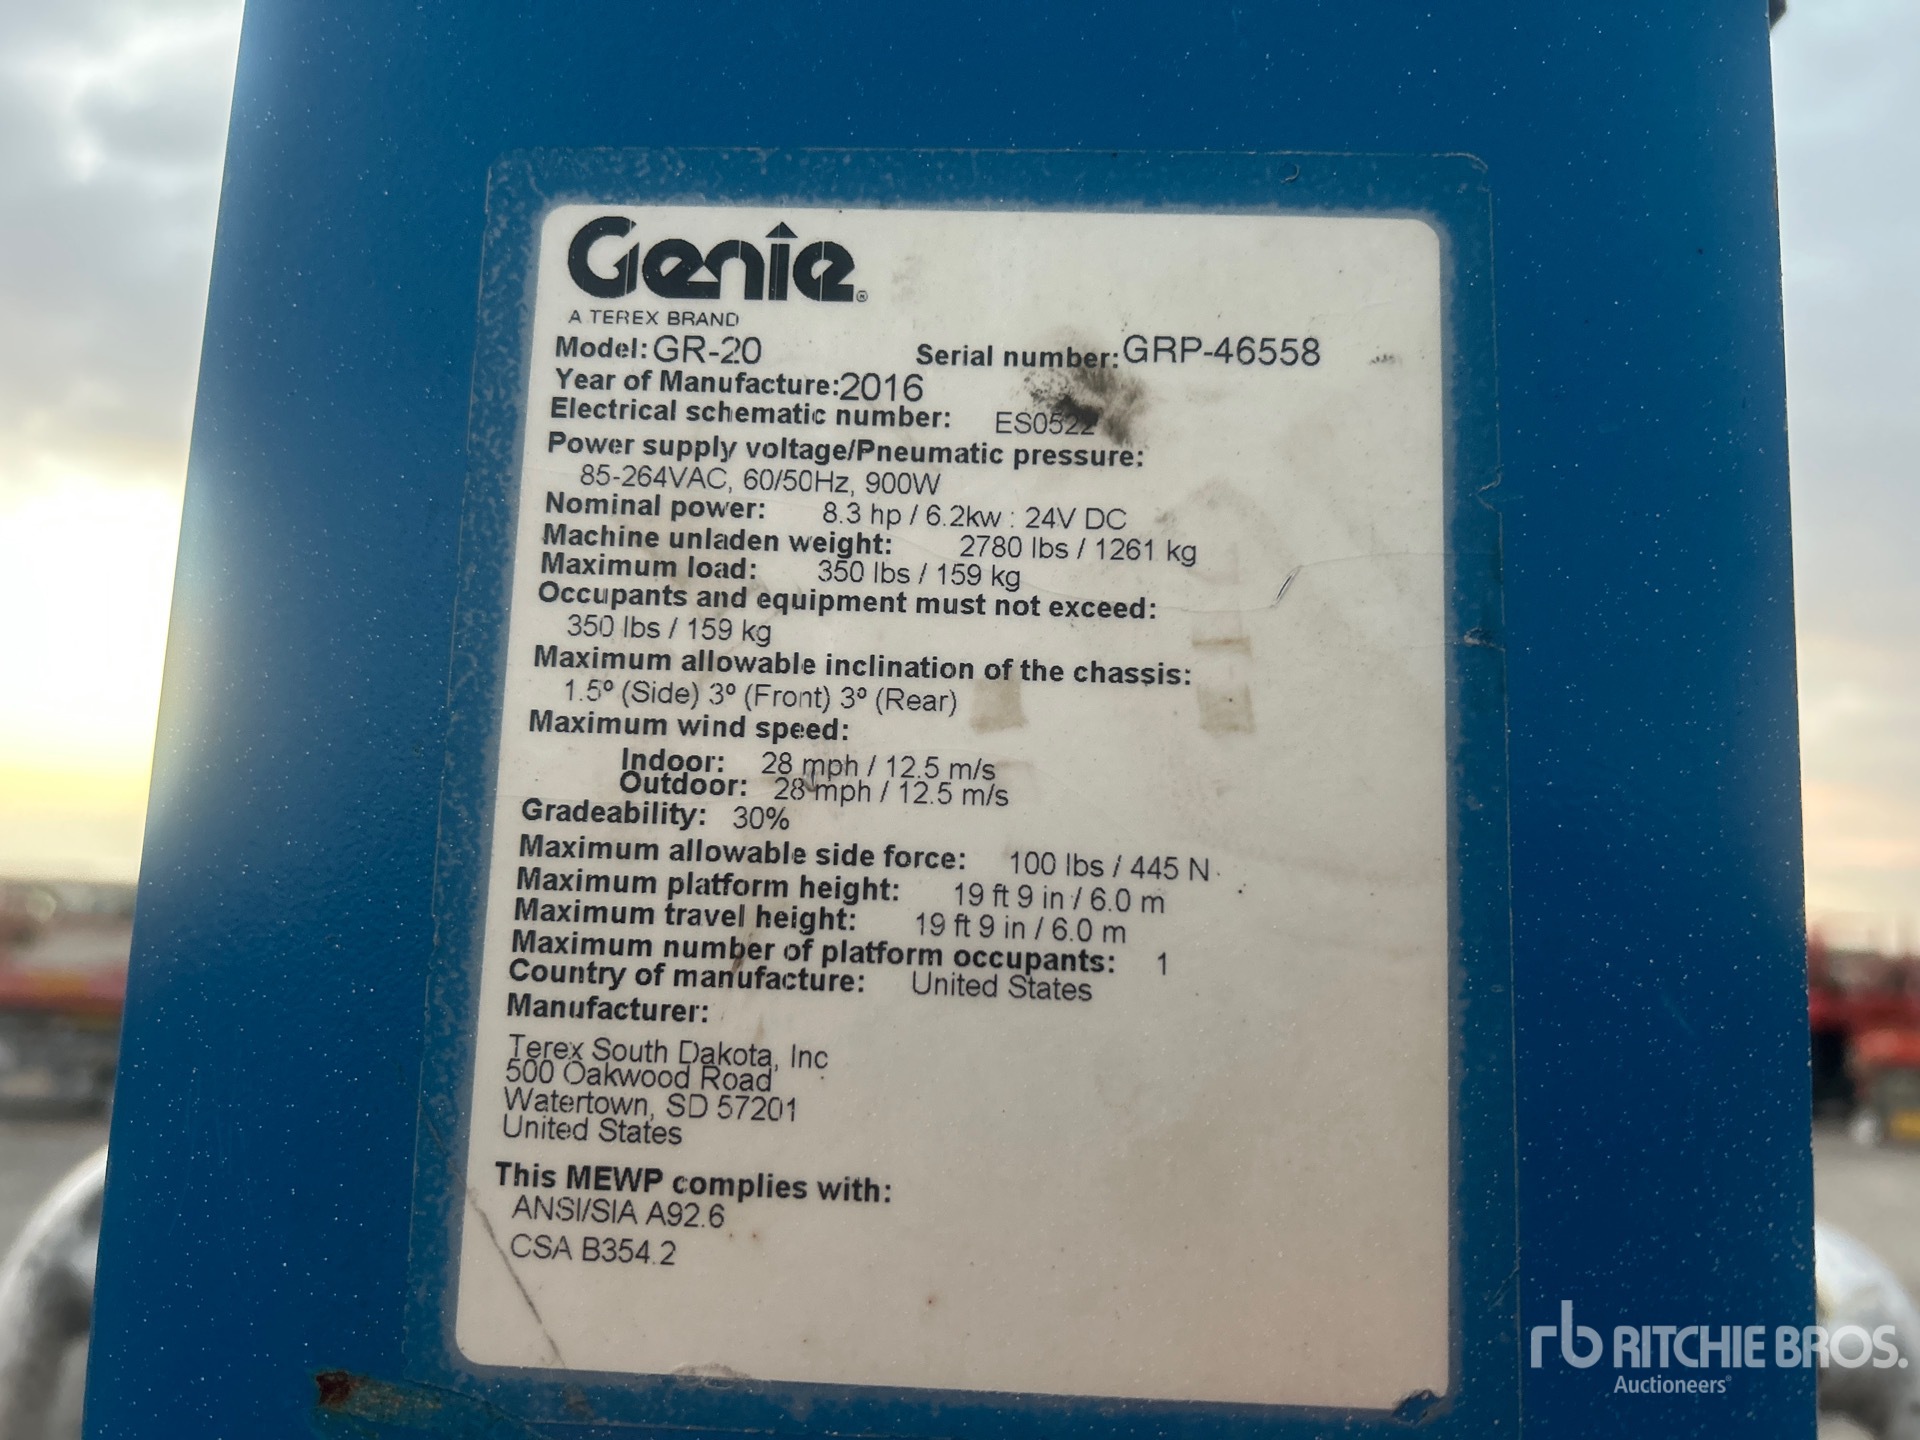 Genie®
A TEREX BRAND
Model: GR-20 Serial number: GRP-46558
Year of Manufacture: 2016
Electrical schematic number: ES0522
Power supply voltage/Pneumatic pressure:
85-264VAC, 60/50Hz, 900W
Nominal power: 8.3 hp / 6.2kw : 24V DC
Machine unladen weight: 2780 lbs / 1261 kg
Maximum load: 350 lbs / 159 kg
Occupants and equipment must not exceed:
350 lbs / 159 kg
Maximum allowable inclination of the chassis:
1.5º (Side) 3º (Front) 3º (Rear)
Maximum wind speed:
Indoor: 28 mph / 12.5 m/s
Outdoor: 28 mph / 12.5 m/s
Gradeability: 30%
Maximum allowable side force: 100 lbs / 445 N
Maximum platform height: 19 ft 9 in / 6.0 m
Maximum travel height: 19 ft 9 in / 6.0 m
Maximum number of platform occupants: 1
Country of manufacture: United States
Manufacturer:
Terex South Dakota, Inc
500 Oakwood Road
Watertown, SD 57201
United States
This MEWP complies with:
ANSI/SIA A92.6
CSA B354.2
rb RITCHIE BROS.
Auctioneers®